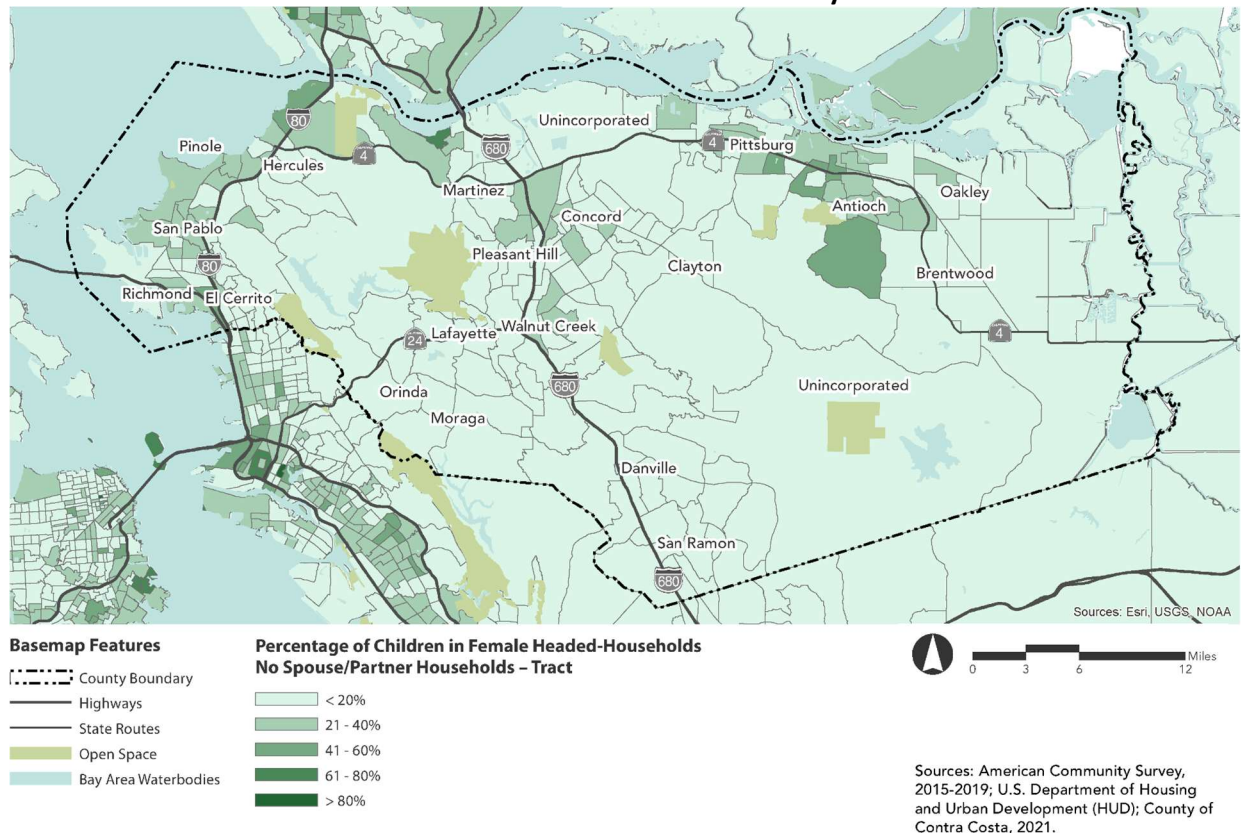 80
Unincorporated
Pinole
680
4
Pittsburg
Hercules
4
Martinez
Oakley
Antioch
Concord
San Pablo
Pleasant Hill
80
Clayton
Brentwood
Richmond
El Cerrito
Walnut Creek
24
Lafayette
4
680
Unincorporated
Orinda
Moraga
Danville
San Ramon
680
Sources: Esri, USGS, NOAA
Basemap Features
County Boundary
Highways
State Routes
Open Space
Bay Area Waterbodies
Percentage of Children in Female Headed-Households
No Spouse/Partner Households – Tract
< 20%
21 - 40%
41 - 60%
61 - 80%
> 80%
Miles
0 3 6 12
Sources: American Community Survey,
2015-2019; U.S. Department of Housing
and Urban Development (HUD); County of
Contra Costa, 2021.